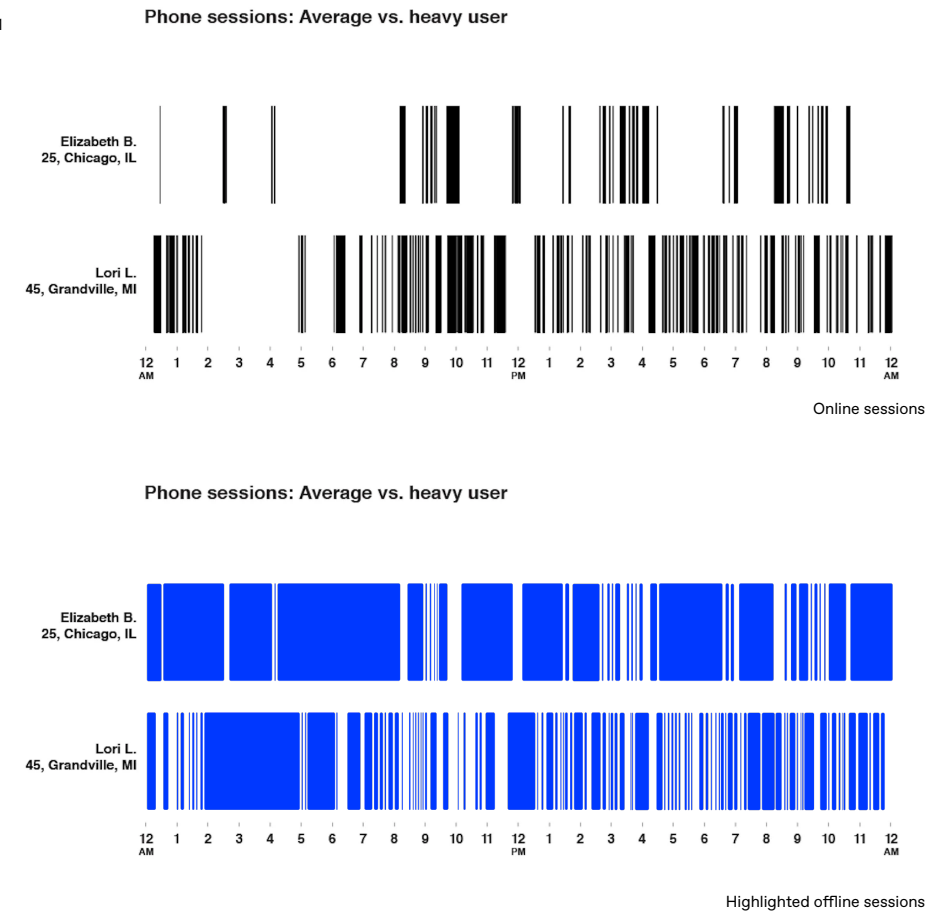 Phone sessions: Average vs. heavy user
Elizabeth B.
25, Chicago, IL
Lori L.
45, Grandville, MI
12 1 2 3 4 5 6 7 8 9 10 11 12 1 2 3 4 5 6 7 8 9 10 11 12
AM PM AM
Online sessions
Phone sessions: Average vs. heavy user
Elizabeth B.
25, Chicago, IL
Lori L.
45, Grandville, MI
12 1 2 3 4 5 6 7 8 9 10 11 12 1 2 3 4 5 6 7 8 9 10 11 12
AM PM AM
Highlighted offline sessions